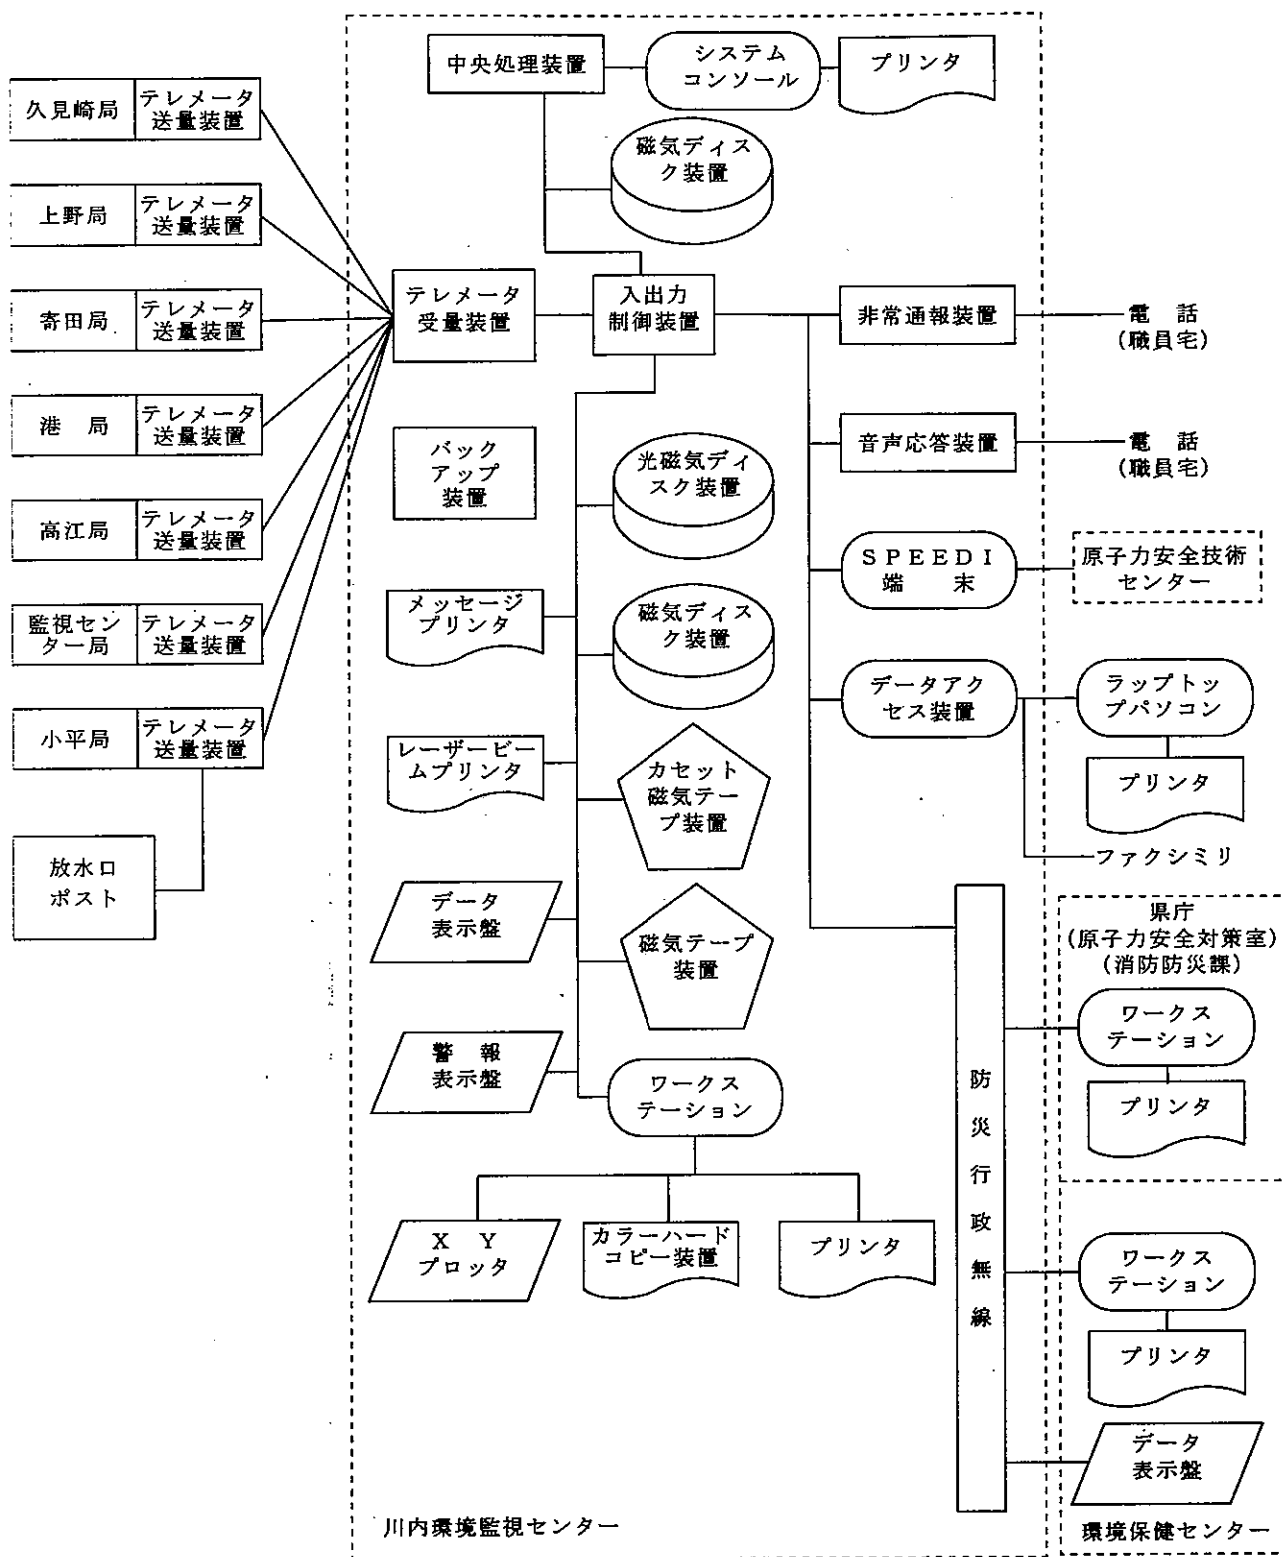 中央処理装置
システム
コンソール
プリンタ
磁気ディス
ク装置
久見崎局
テレメータ
送量装置
上野局
テレメータ
送量装置
寄田局
テレメータ
送量装置
港 局
テレメータ
送量装置
高江局
テレメータ
送量装置
監視セン
ター局
テレメータ
送量装置
小平局
テレメータ
送量装置
放水口
ポスト
テレメータ
受量装置
入出力
制御装置
非常通報装置
電 話
(職員宅)
バック
アップ
装置
光磁気ディ
スク装置
音声応答装置
電 話
(職員宅)
SPEEDI
端 末
原子力安全技術
センター
メッセージ
プリンタ
磁気ディス
ク装置
データアク
セス装置
ラップトッ
プパソコン
プリンタ
ファクシミリ
レーザービー
ムプリンタ
カセット
磁気テー
プ装置
データ
表示盤
磁気テープ
装置
警 報
表示盤
ワークス
テーション
X Y
プロッタ
カラーハード
コピー装置
プリンタ
防災行政無線
県庁
(原子力安全対策室)
(消防防災課)
ワークス
テーション
プリンタ
ワークス
テーション
プリンタ
データ
表示盤
川内環境監視センター
環境保健センター